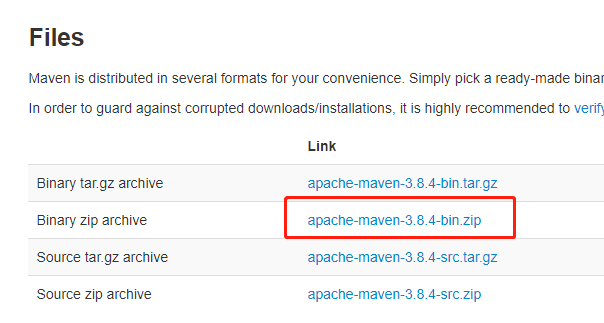 Files
Maven is distributed in several formats for your convenience. Simply pick a ready-made binar
In order to guard against corrupted downloads/installations, it is highly recommended to verify
Link
Binary tar.gz archive apache-maven-3.8.4-bin.tar.gz
Binary zip archive apache-maven-3.8.4-bin.zip
Source tar.gz archive apache-maven-3.8.4-src.tar.gz
Source zip archive apache-maven-3.8.4-src.zip